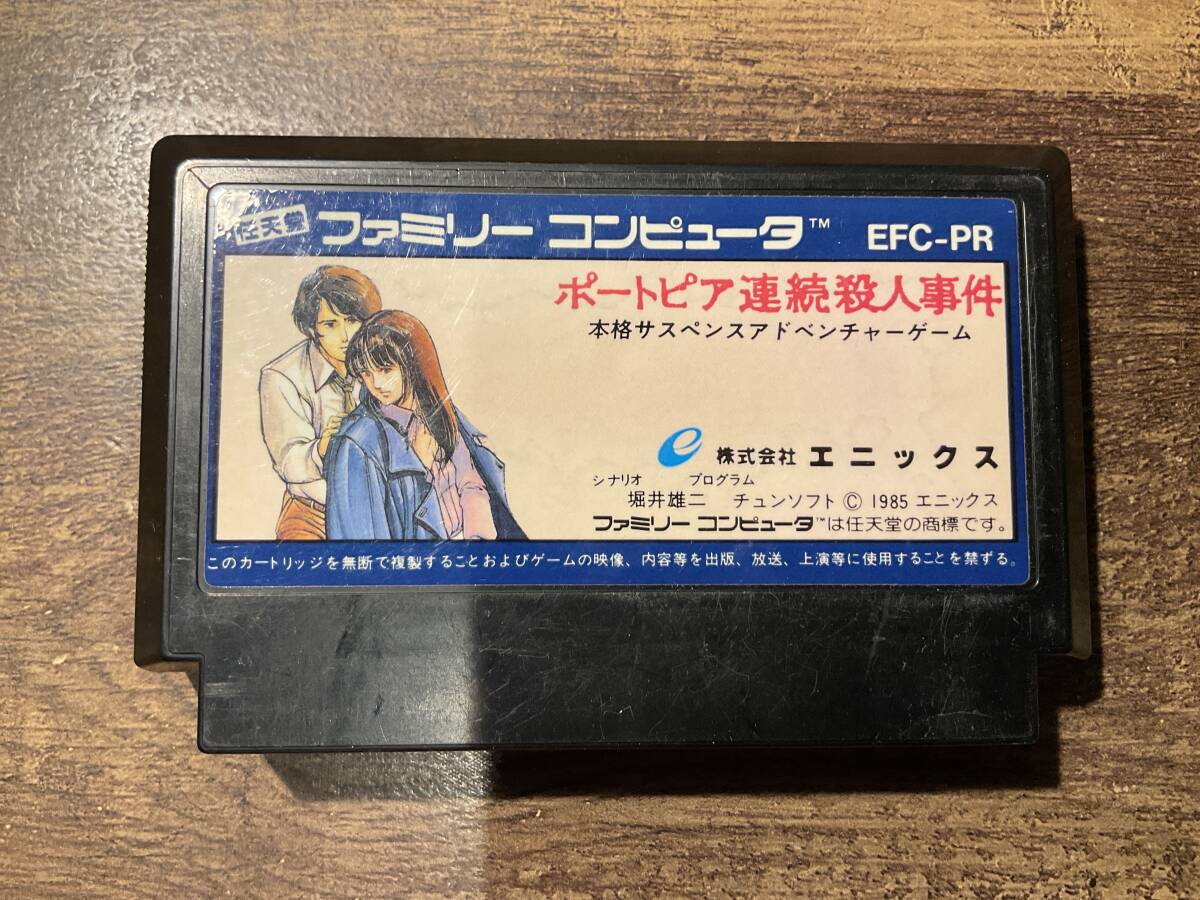 任天堂 ファミリー コンピュータ™ EFC-PR
ポートピア連続殺人事件
本格サスペンスアドベンチャーゲーム
e 株式会社 エニックス
シナリオ プログラム
堀井雄二 チュンソフト © 1985 エニックス
ファミリー コンピュータ™は任天堂の商標です。
このカートリッジを無断で複製することおよびゲームの映像、内容等を出版、放送、上演等に使用することを禁ずる。